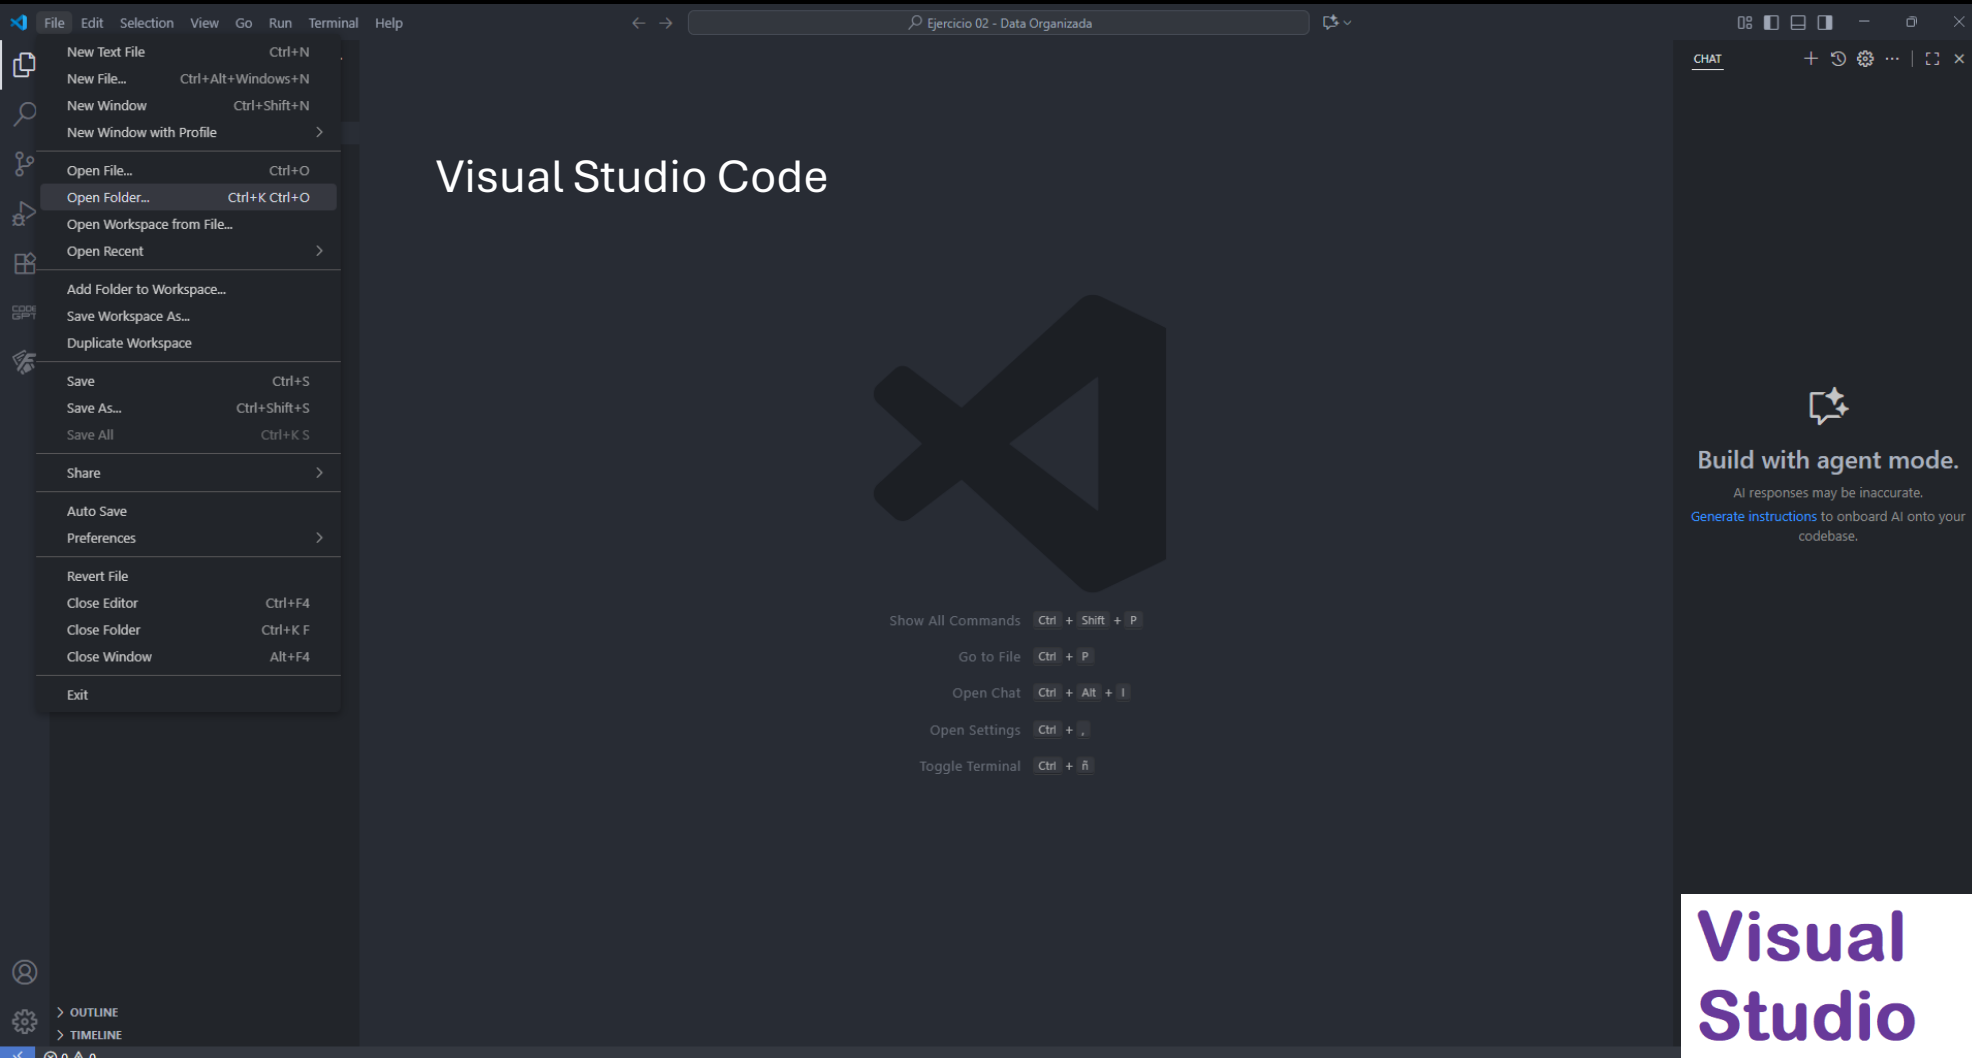 File Edit Selection View Go Run Terminal Help
Ejercicio 02 - Data Organizada
New Text File Ctrl+N
New File... Ctrl+Alt+Windows+N
New Window Ctrl+Shift+N
New Window with Profile
Open File... Ctrl+O
Open Folder... Ctrl+K Ctrl+O
Open Workspace from File...
Open Recent
Add Folder to Workspace...
Save Workspace As...
Duplicate Workspace
Save Ctrl+S
Save As... Ctrl+Shift+S
Save All Ctrl+K S
Share
Auto Save
Preferences
Revert File
Close Editor Ctrl+F4
Close Folder Ctrl+K F
Close Window Alt+F4
Exit
CODE
GPT
OUTLINE
TIMELINE
0 0
Visual Studio Code
Show All Commands Ctrl + Shift + P
Go to File Ctrl + P
Open Chat Ctrl + Alt + I
Open Settings Ctrl + ,
Toggle Terminal Ctrl + ñ
CHAT
Build with agent mode.
AI responses may be inaccurate.
Generate instructions to onboard AI onto your
codebase.
Visual
Studio